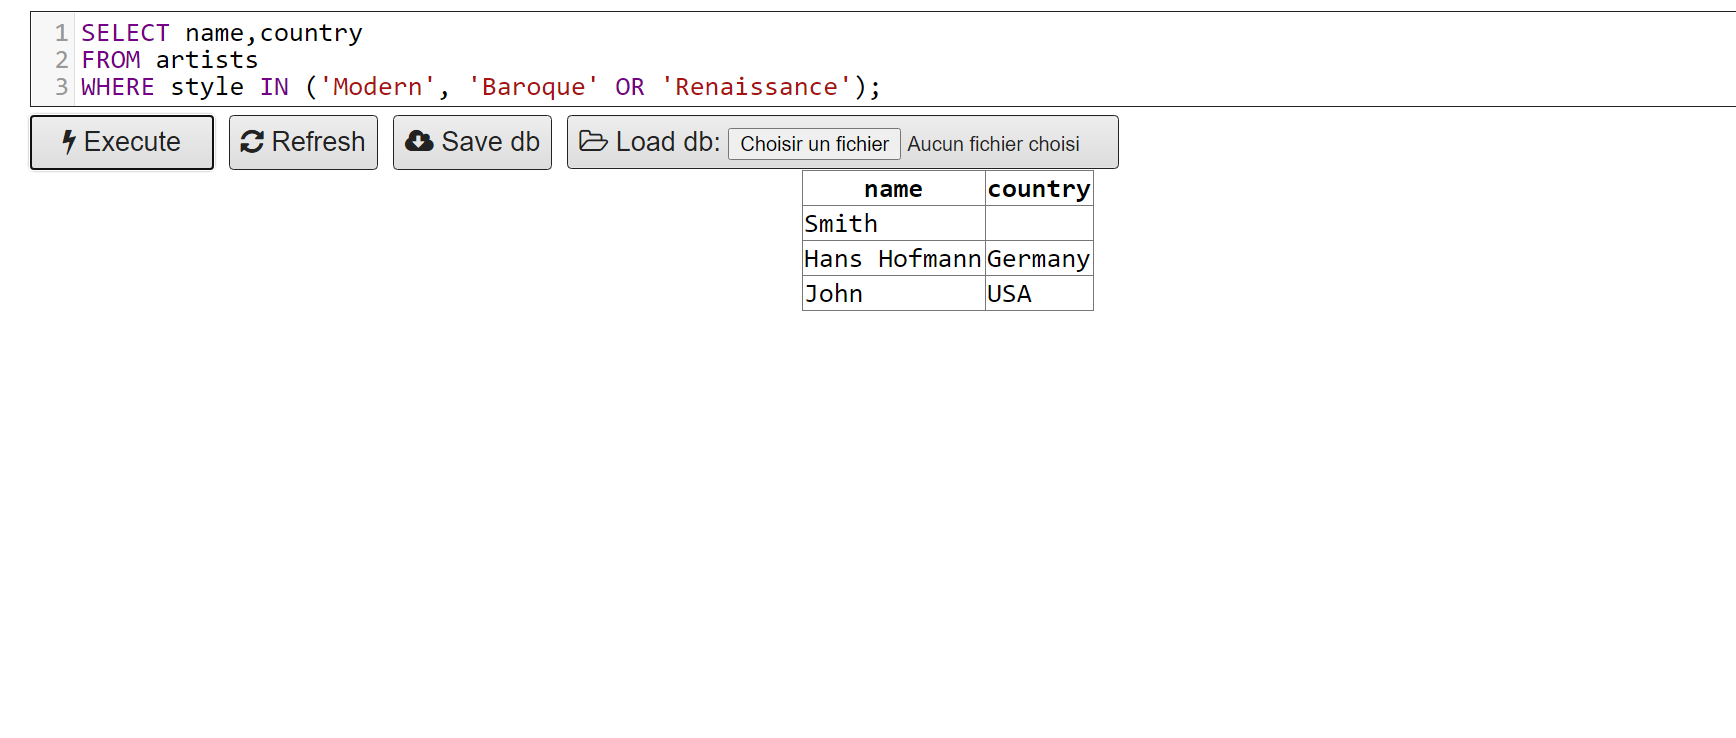 1 SELECT name,country
2 FROM artists
3 WHERE style IN ('Modern', 'Baroque' OR 'Renaissance');
Execute Refresh Save db Load db: Choisir un fichier Aucun fichier choisi
name country
Smith
Hans Hofmann Germany
John USA